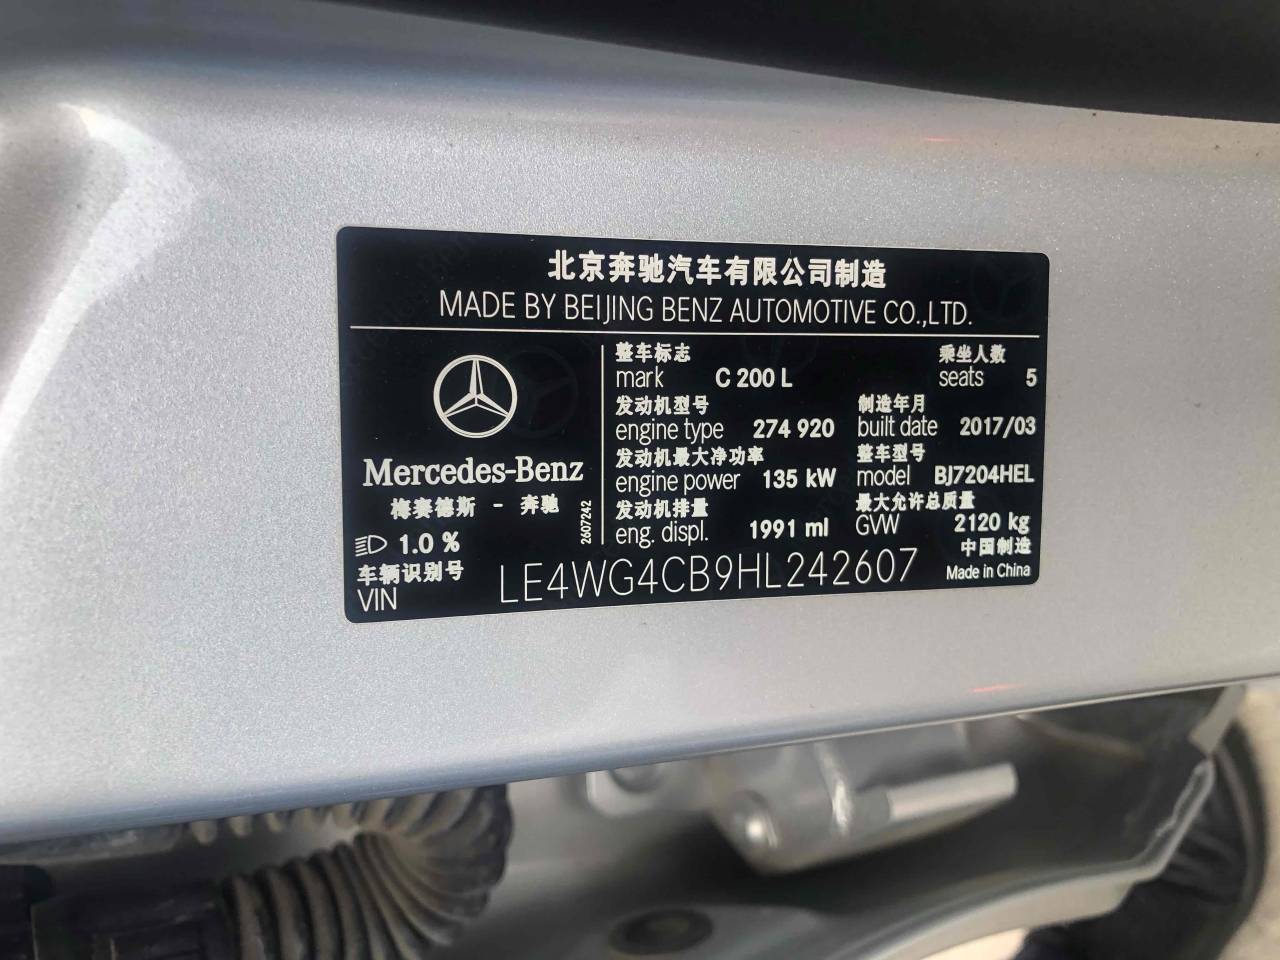 北京奔驰汽车有限公司制造
MADE BY BEIJING BENZ AUTOMOTIVE CO.,LTD.
整车标志 乘坐人数
mark C 200 L seats 5
发动机型号 制造年月
engine type 274 920 built date 2017/03
发动机最大净功率 整车型号
engine power 135 kW model BJ7204HEL
发动机排量 最大允许总质量
eng. displ. 1991 ml GVW 2120 kg
Mercedes-Benz
梅赛德斯 - 奔驰
2607242
1.0 %
中国制造
Made in China
车辆识别号
VIN LE4WG4CB9HL242607